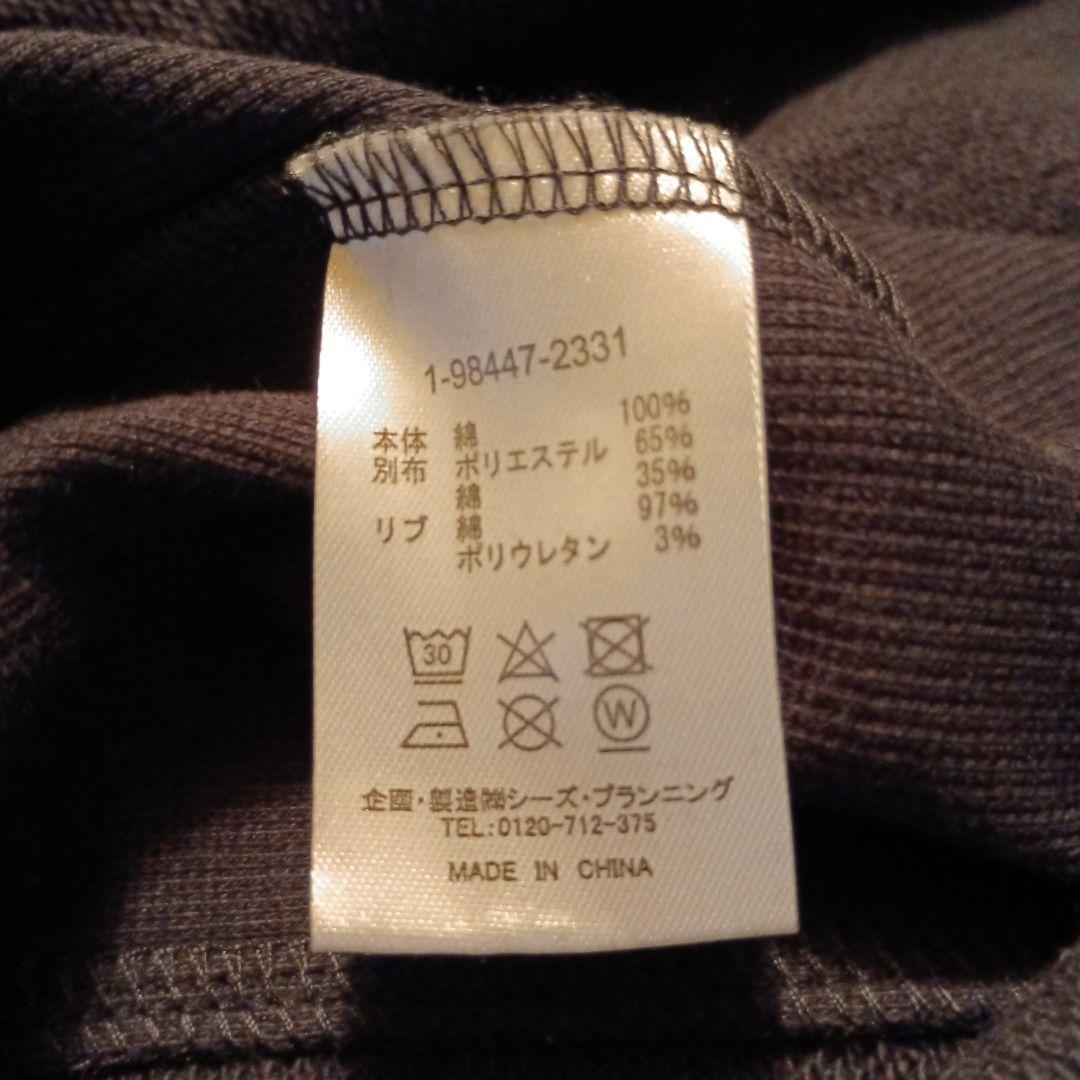 1-98447-2331
本体 綿 100%
別布 ポリエステル 65%
綿 35%
リブ 綿 97%
ポリウレタン 3%
30
W
企画・製造㈱シーズ・プランニング
TEL:0120-712-375
MADE IN CHINA